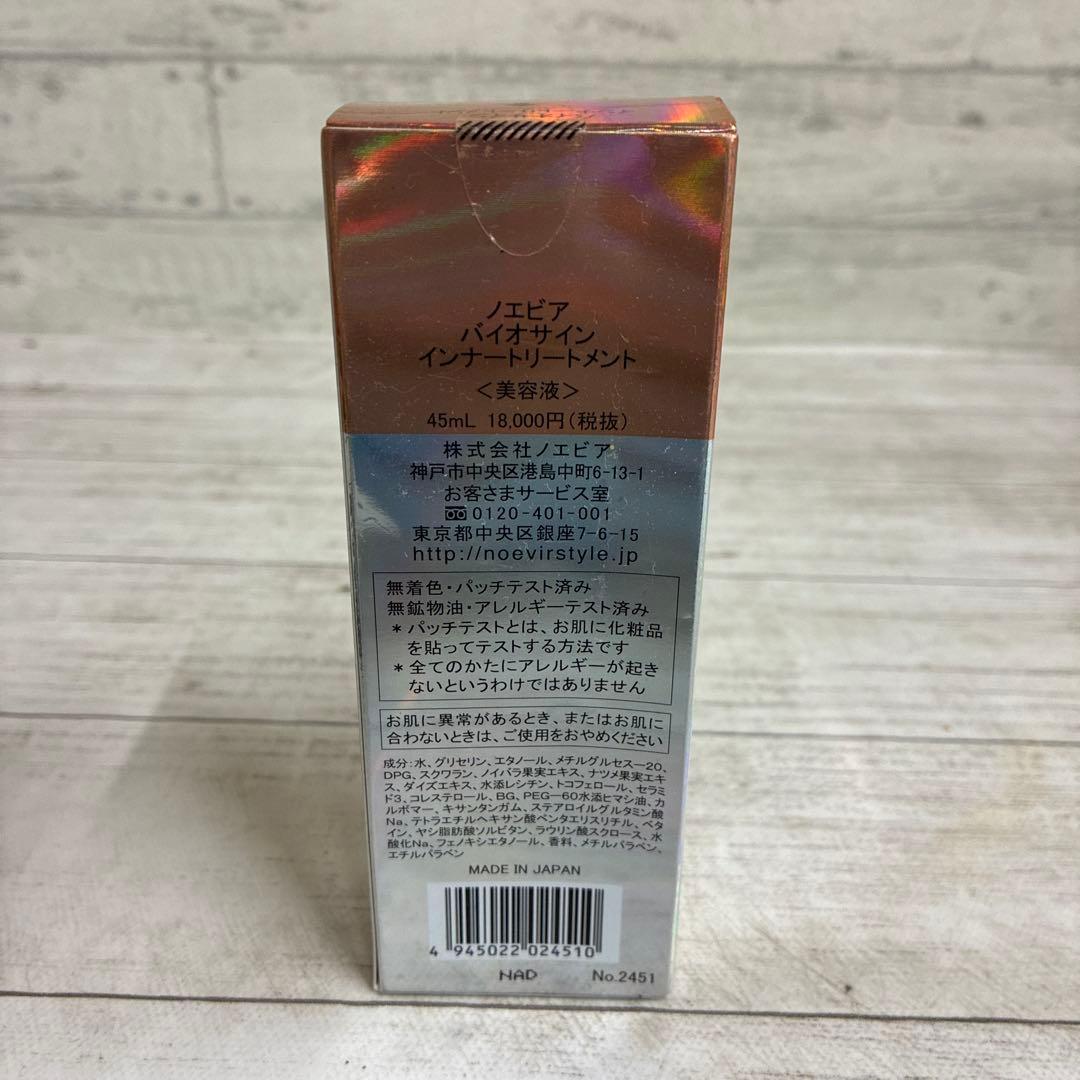 ノエビア
バイオサイン
インナートリートメント
＜美容液＞
45mL 18,000円(税抜)
株式会社ノエビア
神戸市中央区港島中町6-13-1
お客さまサービス室
0120-401-001
東京都中央区銀座7-6-15
http://noevirstyle.jp
無着色・パッチテスト済み
無鉱物油・アレルギーテスト済み
＊パッチテストとは、お肌に化粧品
を貼ってテストする方法です
＊全てのかたにアレルギーが起き
ないというわけではありません
お肌に異常があるとき、またはお肌に
合わないときは、ご使用をおやめください
成分：水、グリセリン、エタノール、メチルグルセス－20、
DPG、スクワラン、ノイバラ果実エキス、ナツメ果実エキ
ス、ダイズエキス、水添レシチン、トコフェロール、セラミ
ド3、コレステロール、BG、PEG－60水添ヒマシ油、カ
ルボマー、キサンタンガム、ステアロイルグルタミン酸
Na、テトラエチルヘキサン酸ペンタエリスリチル、ベタ
イン、ヤシ脂肪酸ソルビタン、ラウリン酸スクロース、水
酸化Na、フェノキシエタノール、香料、メチルパラベン、
エチルパラベン
MADE IN JAPAN
4 945022 024510
NAD No.2451